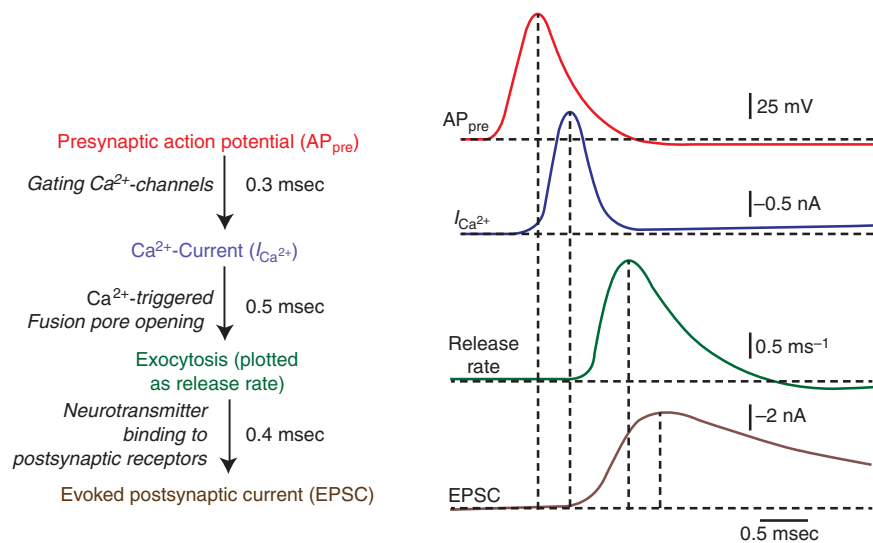 Presynaptic action potential (APpre)
Gating Ca²⁺-channels
0.3 msec
Ca²⁺-Current (ICa²⁺)
Ca²⁺-triggered
Fusion pore opening
0.5 msec
Exocytosis (plotted
as release rate)
Neurotransmitter
binding to
postsynaptic receptors
0.4 msec
Evoked postsynaptic current (EPSC)
APpre
25 mV
ICa²⁺
–0.5 nA
Release
rate
0.5 ms⁻¹
–2 nA
EPSC
0.5 msec